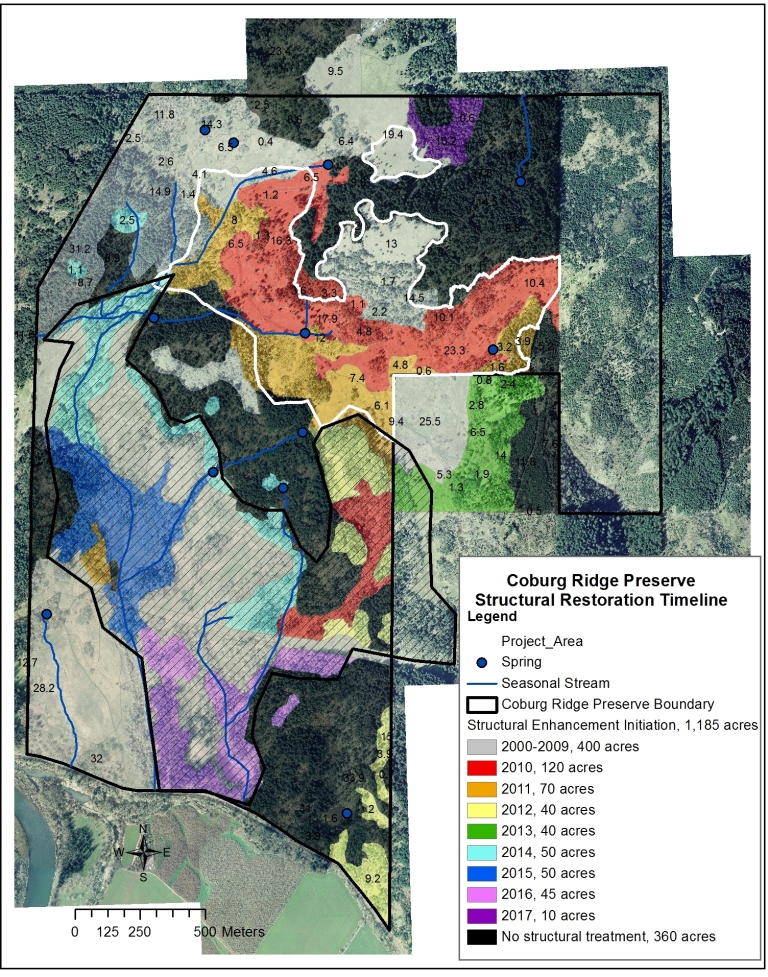 23.4
9.5
2.5
11.8
14.3
6.5
0.4
6.4
19.4
0.6
15.2
2.5
2.6
4.1
4.6
6.5
14.9
1.4
1.2
2.5
8
6.5
13
31.2
1.1
8.7
1.7
10.4
3.3
14.5
1.1
2.2
10.1
17.9
4.8
12
23.3
3.2
3.9
4.8
0.6
1.6
7.4
0.8
2.4
6.1
2.8
9.4
25.5
6.5
14
5.3
1.9
1.3
0.5
12.7
28.2
32
9.2
Coburg Ridge Preserve
Structural Restoration Timeline
Legend
Project_Area
Spring
Seasonal Stream
Coburg Ridge Preserve Boundary
Structural Enhancement Initiation, 1,185 acres
2000-2009, 400 acres
2010, 120 acres
2011, 70 acres
2012, 40 acres
2013, 40 acres
2014, 50 acres
2015, 50 acres
2016, 45 acres
2017, 10 acres
No structural treatment, 360 acres
N
W E
S
0 125 250 500 Meters